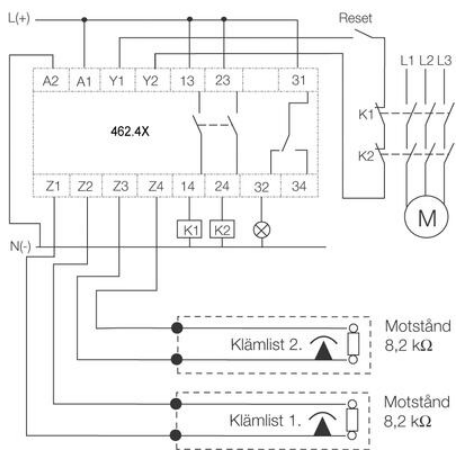 L(+)
Reset
A2 A1 Y1 Y2 13 23 31
L1 L2 L3
462.4X
K1
K2
Z1 Z2 Z3 Z4 14 24 32 34
K1 K2
M
N(-)
Klämlist 2.
Motstånd
8,2 kΩ
Klämlist 1.
Motstånd
8,2 kΩ